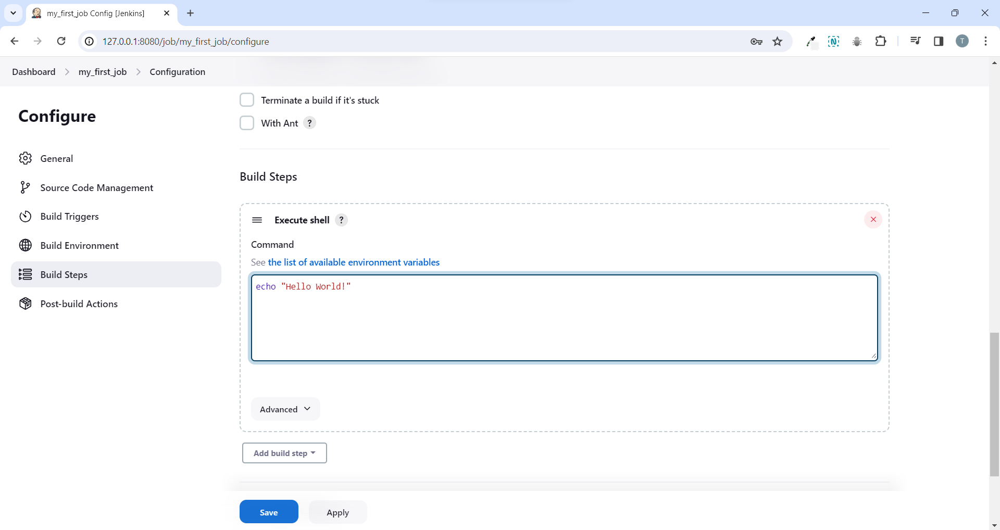 my_first_job Config [Jenkins]
127.0.0.1:8080/job/my_first_job/configure
N
T
Dashboard
my_first_job
Configuration
Configure
General
Source Code Management
Build Triggers
Build Environment
Build Steps
Post-build Actions
Terminate a build if it's stuck
With Ant ?
Build Steps
Execute shell ?
Command
See the list of available environment variables
echo "Hello World!"
Advanced
Add build step
Save
Apply